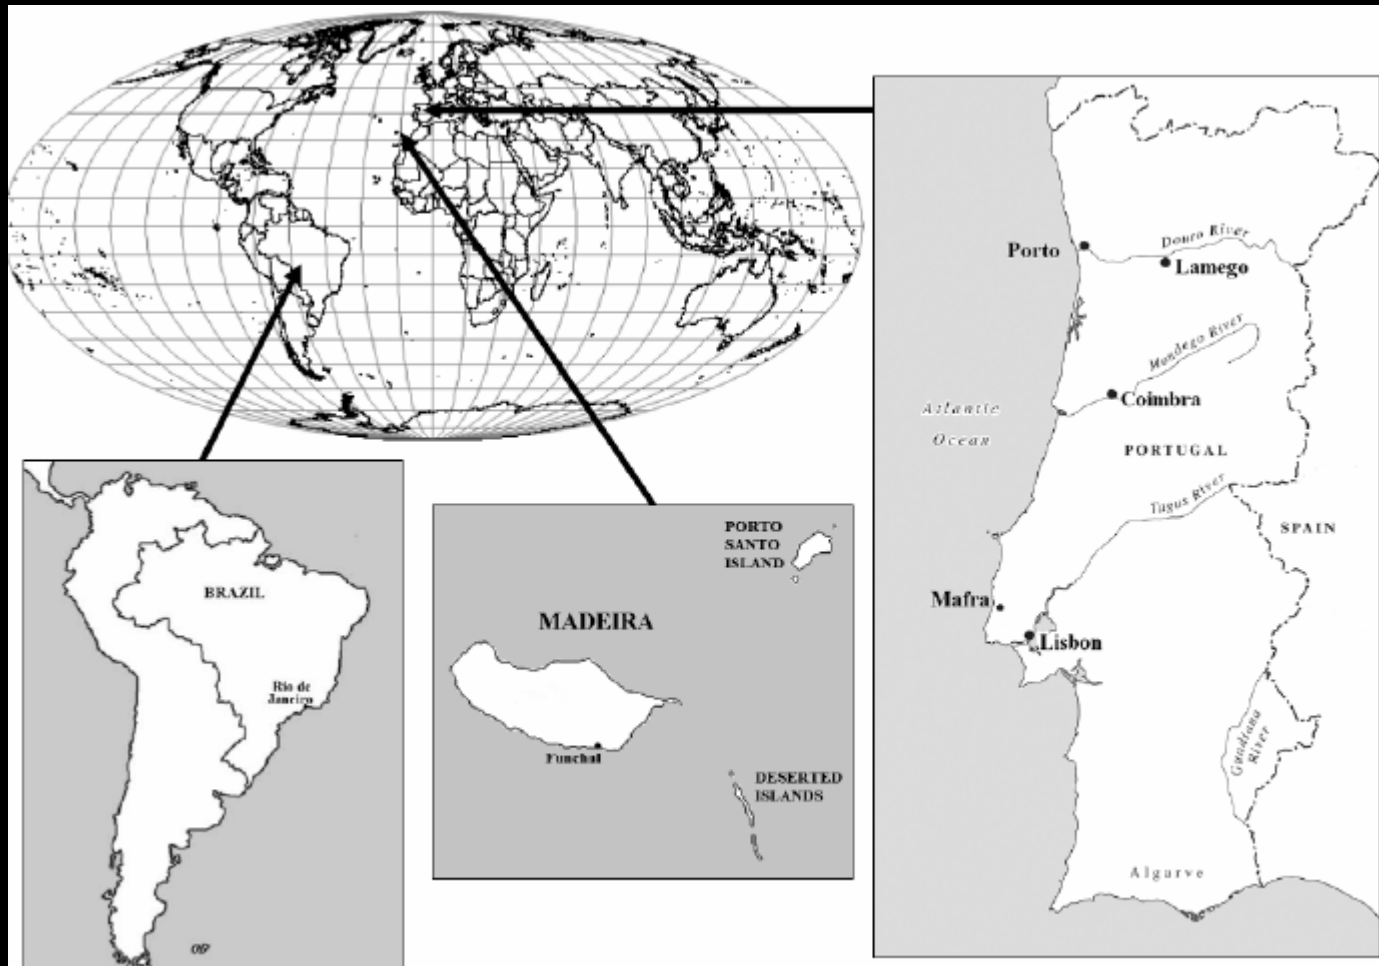 BRAZIL
Rio de
Janeiro
PORTO
SANTO
ISLAND
MADEIRA
Funchal
DESERTED
ISLANDS
Porto
Douro River
Lamego
Mondego River
Coimbra
Atlantic
Ocean
PORTUGAL
Tagus River
SPAIN
Mafra
Lisbon
Guadiana
River
Algarve